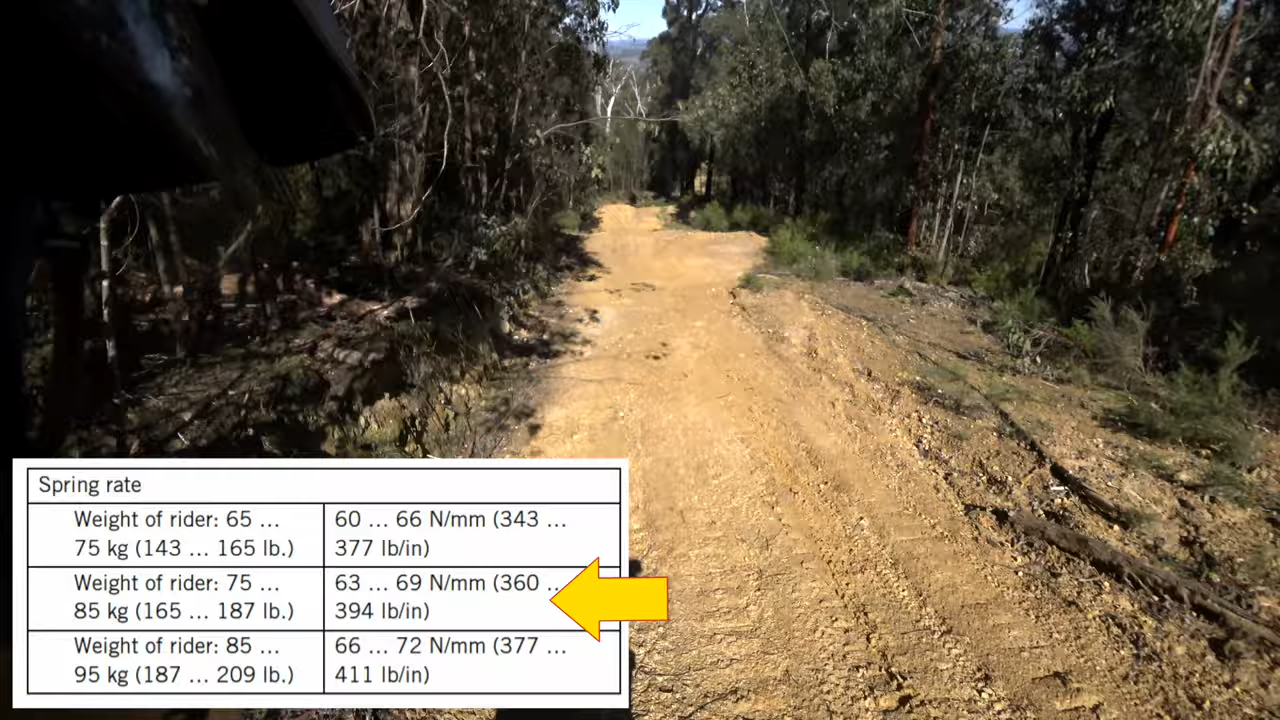 Spring rate
Weight of rider: 65 ... 60 ... 66 N/mm (343 ...
75 kg (143 ... 165 lb.) 377 lb/in)
Weight of rider: 75 ... 63 ... 69 N/mm (360 ..
85 kg (165 ... 187 lb.) 394 lb/in)
Weight of rider: 85 ... 66 ... 72 N/mm (377 ...
95 kg (187 ... 209 lb.) 411 lb/in)